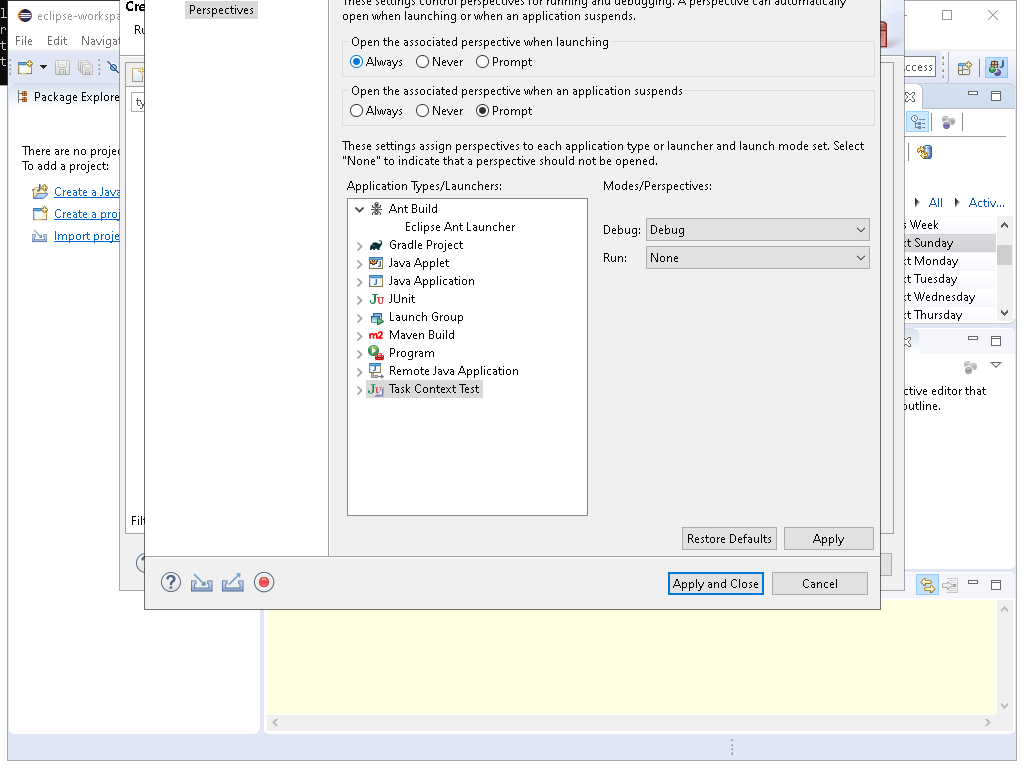 eclipse-workspa
Cre
File Edit Navigat
Ru
Package Explore
ty
There are no projec
To add a project:
Create a Java
Create a proj
Import proje
Filt
Perspectives
These settings control perspectives for running and debugging. A perspective can automatically
open when launching or when an application suspends.
Open the associated perspective when launching
Always Never Prompt
Open the associated perspective when an application suspends
Always Never Prompt
These settings assign perspectives to each application type or launcher and launch mode set. Select
"None" to indicate that a perspective should not be opened.
Application Types/Launchers:
Modes/Perspectives:
Ant Build
Eclipse Ant Launcher
Gradle Project
Java Applet
Java Application
JUnit
Launch Group
Maven Build
Program
Remote Java Application
Task Context Test
Debug: Debug
Run: None
Restore Defaults Apply
Apply and Close Cancel
ccess
All Activ...
s Week
xt Sunday
xt Monday
xt Tuesday
xt Wednesday
xt Thursday
ctive editor that
outline.